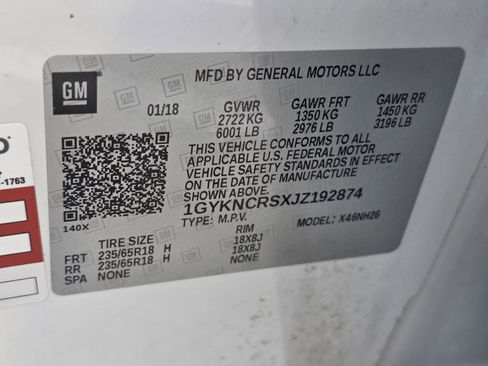 GM
MFD BY GENERAL MOTORS LLC
01/18 GVWR GAWR FRT GAWR RR
2722 KG 1350 KG 1450 KG
6001 LB 2976 LB 3196 LB
THIS VEHICLE CONFORMS TO ALL
APPLICABLE U.S. FEDERAL MOTOR
VEHICLE SAFETY STANDARDS IN EFFECT
ON THE DATE OF MANUFACTURE
SHOWN ABOVE.
1GYKNCRSXJZ192874
140X TYPE: M.P.V. MODEL: X46NH26
TIRE SIZE RIM
FRT 235/65R18 H 18X8J
RR 235/65R18 H 18X8J
SPA NONE NONE
-1763